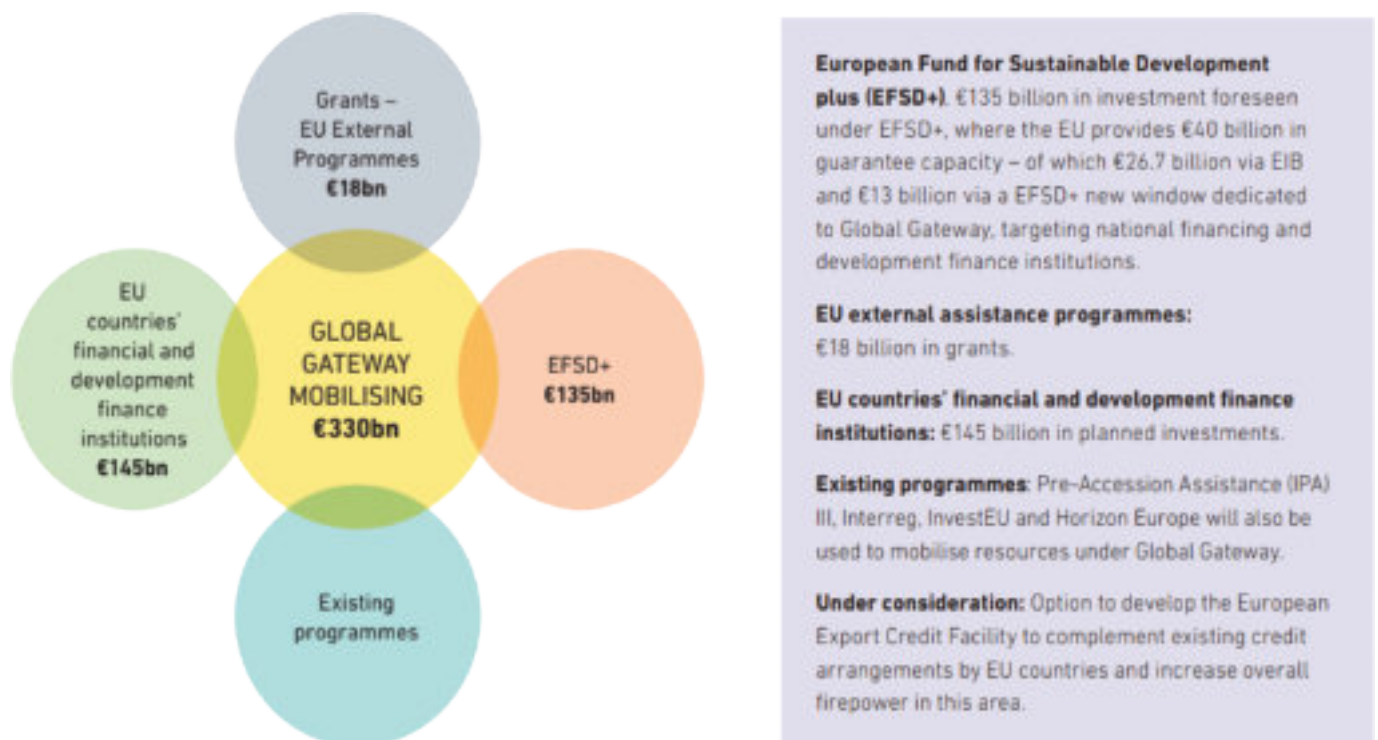 Grants –
EU External
Programmes
€18bn
EU
countries'
financial and
development
finance
institutions
€145bn
GLOBAL
GATEWAY
MOBILISING
€330bn
EFSD+
€135bn
Existing
programmes
European Fund for Sustainable Development
plus (EFSD+). €135 billion in investment foreseen
under EFSD+, where the EU provides €40 billion in
guarantee capacity – of which €26.7 billion via EIB
and €13 billion via a EFSD+ new window dedicated
to Global Gateway, targeting national financing and
development finance institutions.
EU external assistance programmes:
€18 billion in grants.
EU countries' financial and development finance
institutions: €145 billion in planned investments.
Existing programmes: Pre-Accession Assistance (IPA)
III, Interreg, InvestEU and Horizon Europe will also be
used to mobilise resources under Global Gateway.
Under consideration: Option to develop the European
Export Credit Facility to complement existing credit
arrangements by EU countries and increase overall
firepower in this area.